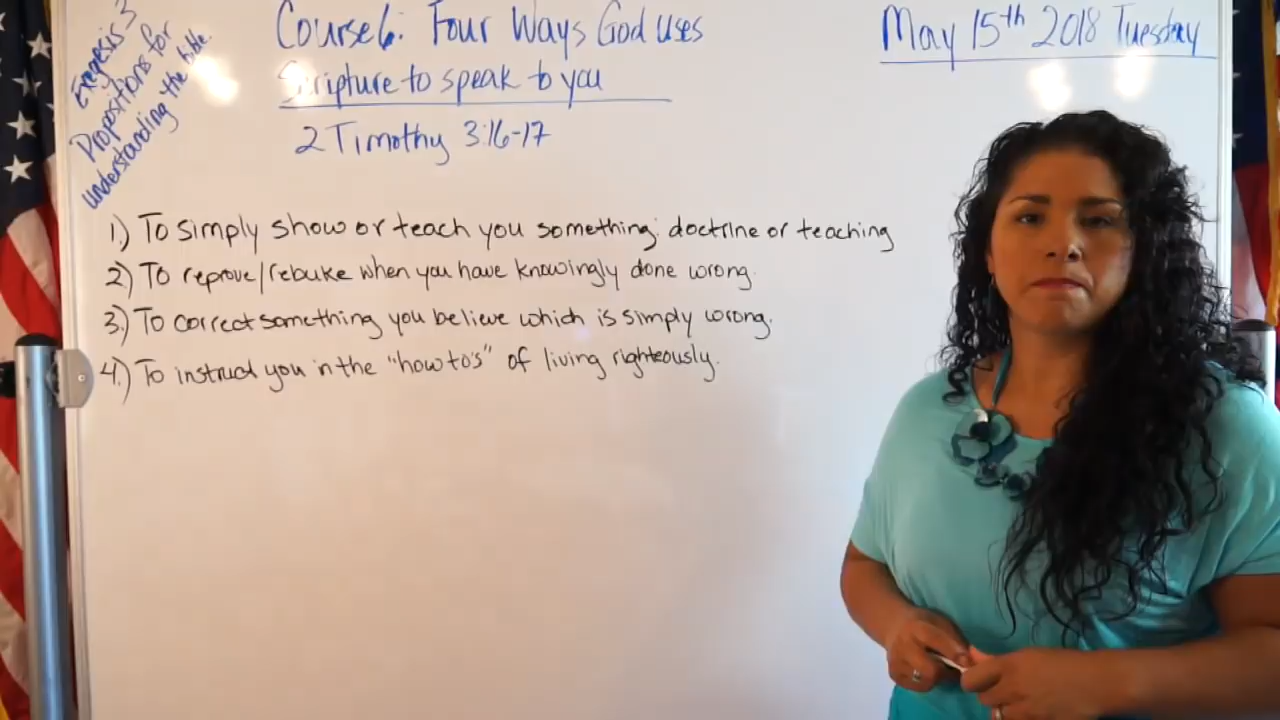 Exegesis 3
Propositions for
understanding the bible.
Course 6: Four Ways God uses
Scripture to speak to you
2 Timothy 3:16-17
May 15th 2018 Tuesday
1.) To simply show or teach you something: doctrine or teaching
2.) To reprove/rebuke when you have knowingly done wrong.
3.) To correct something you believe which is simply wrong.
4.) To instruct you in the "how to's" of living righteously.